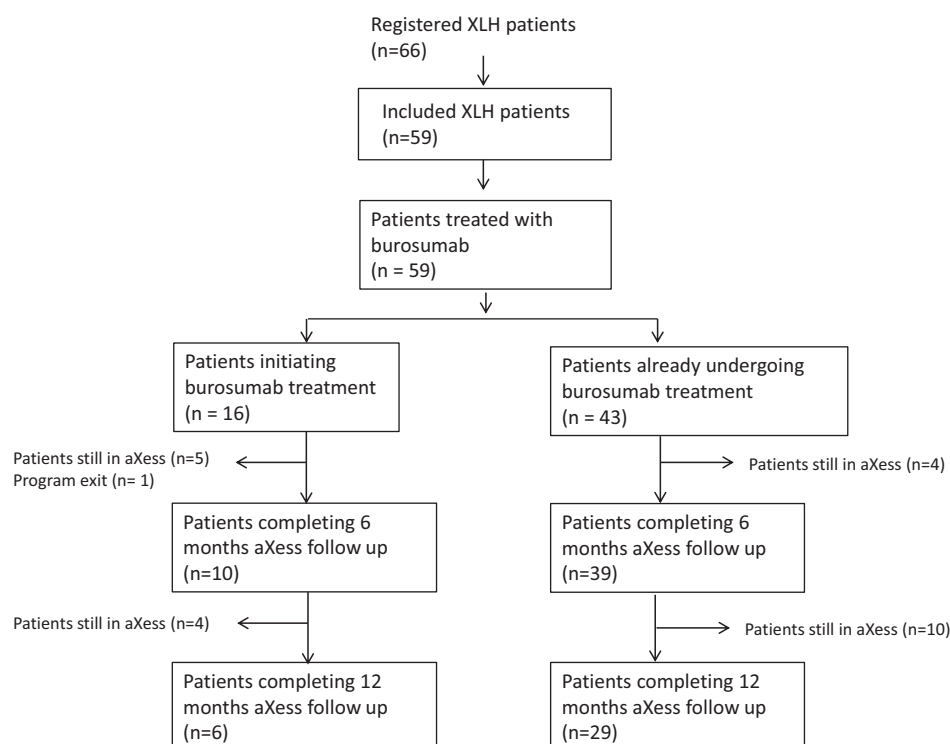 Registered XLH patients
(n=66)
Included XLH patients
(n=59)
Patients treated with
burosumab
(n = 59)
Patients initiating
burosumab treatment
(n = 16)
Patients already undergoing
burosumab treatment
(n = 43)
Patients still in aXess (n=5)
Program exit (n= 1)
Patients still in aXess (n=4)
Patients completing 6
months aXess follow up
(n=10)
Patients completing 6
months aXess follow up
(n=39)
Patients still in aXess (n=4)
Patients still in aXess (n=10)
Patients completing 12
months aXess follow up
(n=6)
Patients completing 12
months aXess follow up
(n=29)